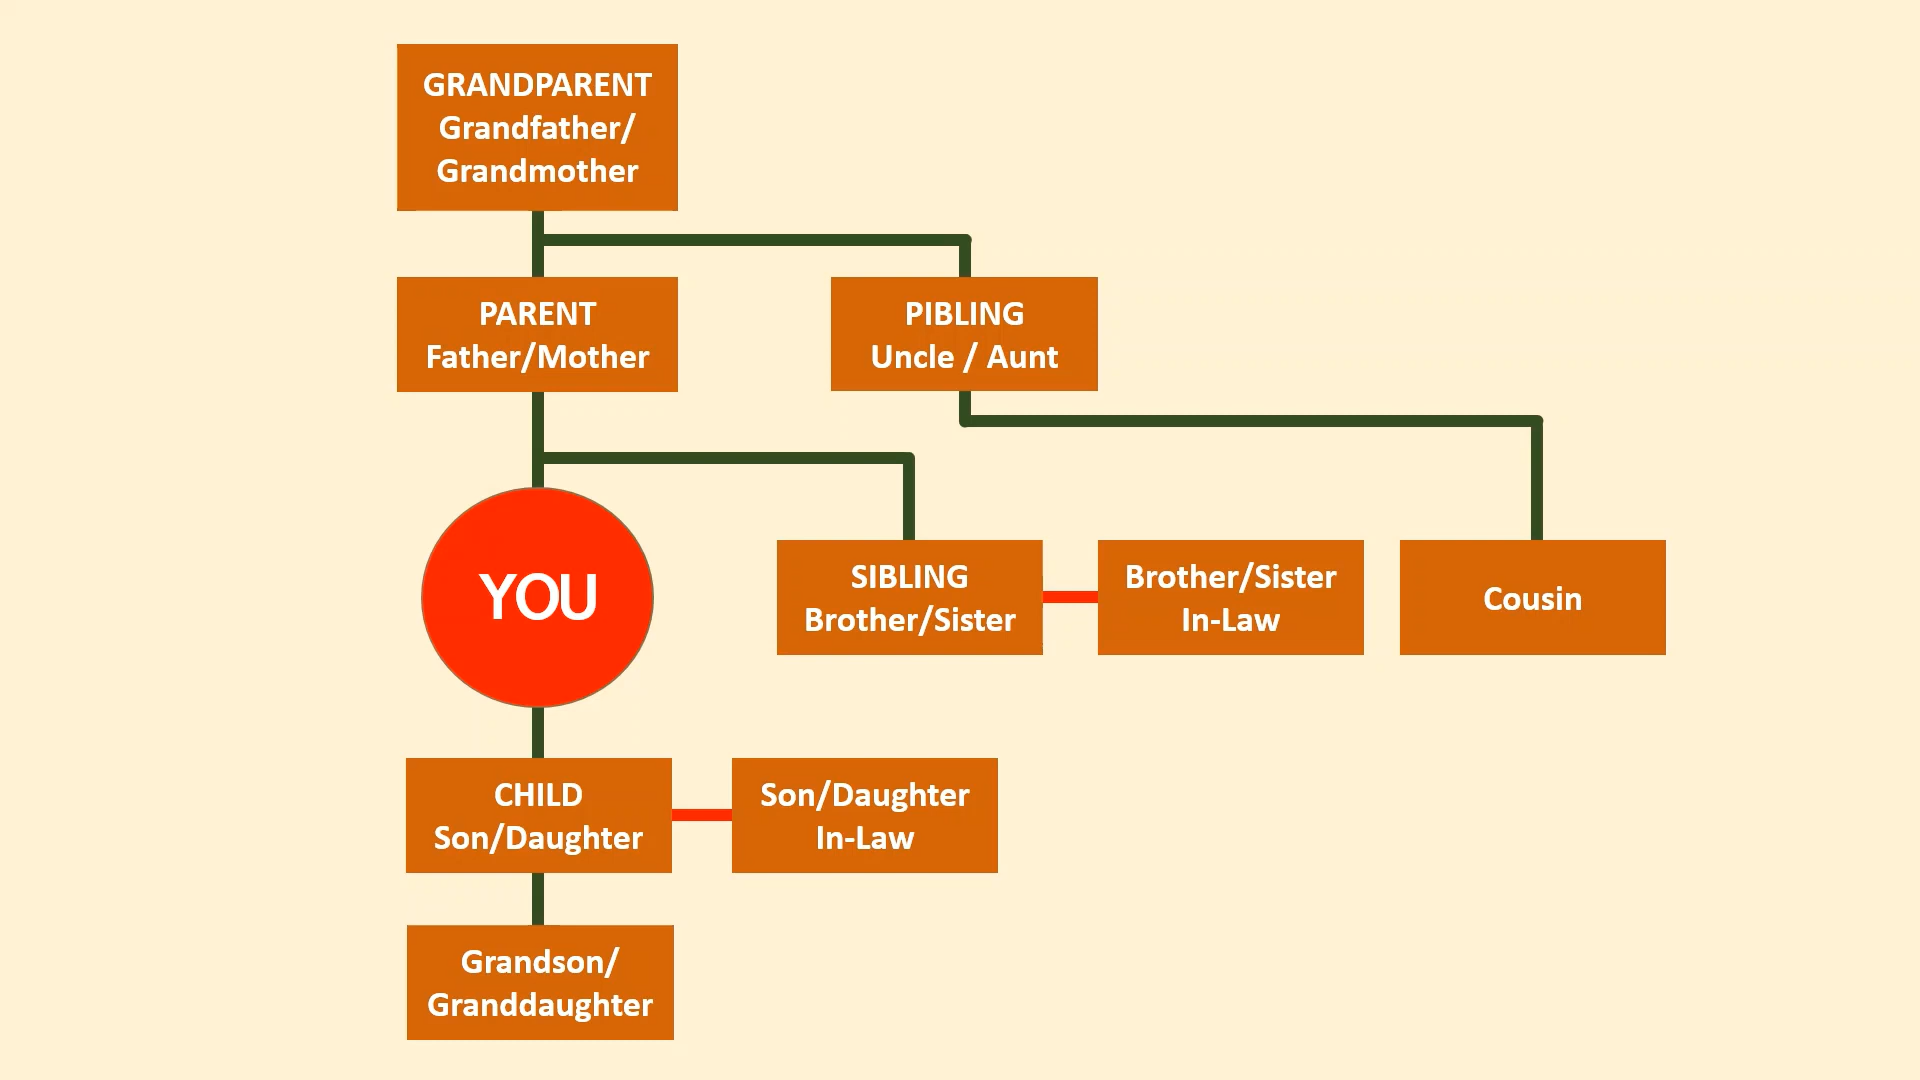 GRANDPARENT
Grandfather/
Grandmother
PARENT
Father/Mother
PIBLING
Uncle / Aunt
YOU
SIBLING
Brother/Sister
Brother/Sister
In-Law
Cousin
CHILD
Son/Daughter
Son/Daughter
In-Law
Grandson/
Granddaughter